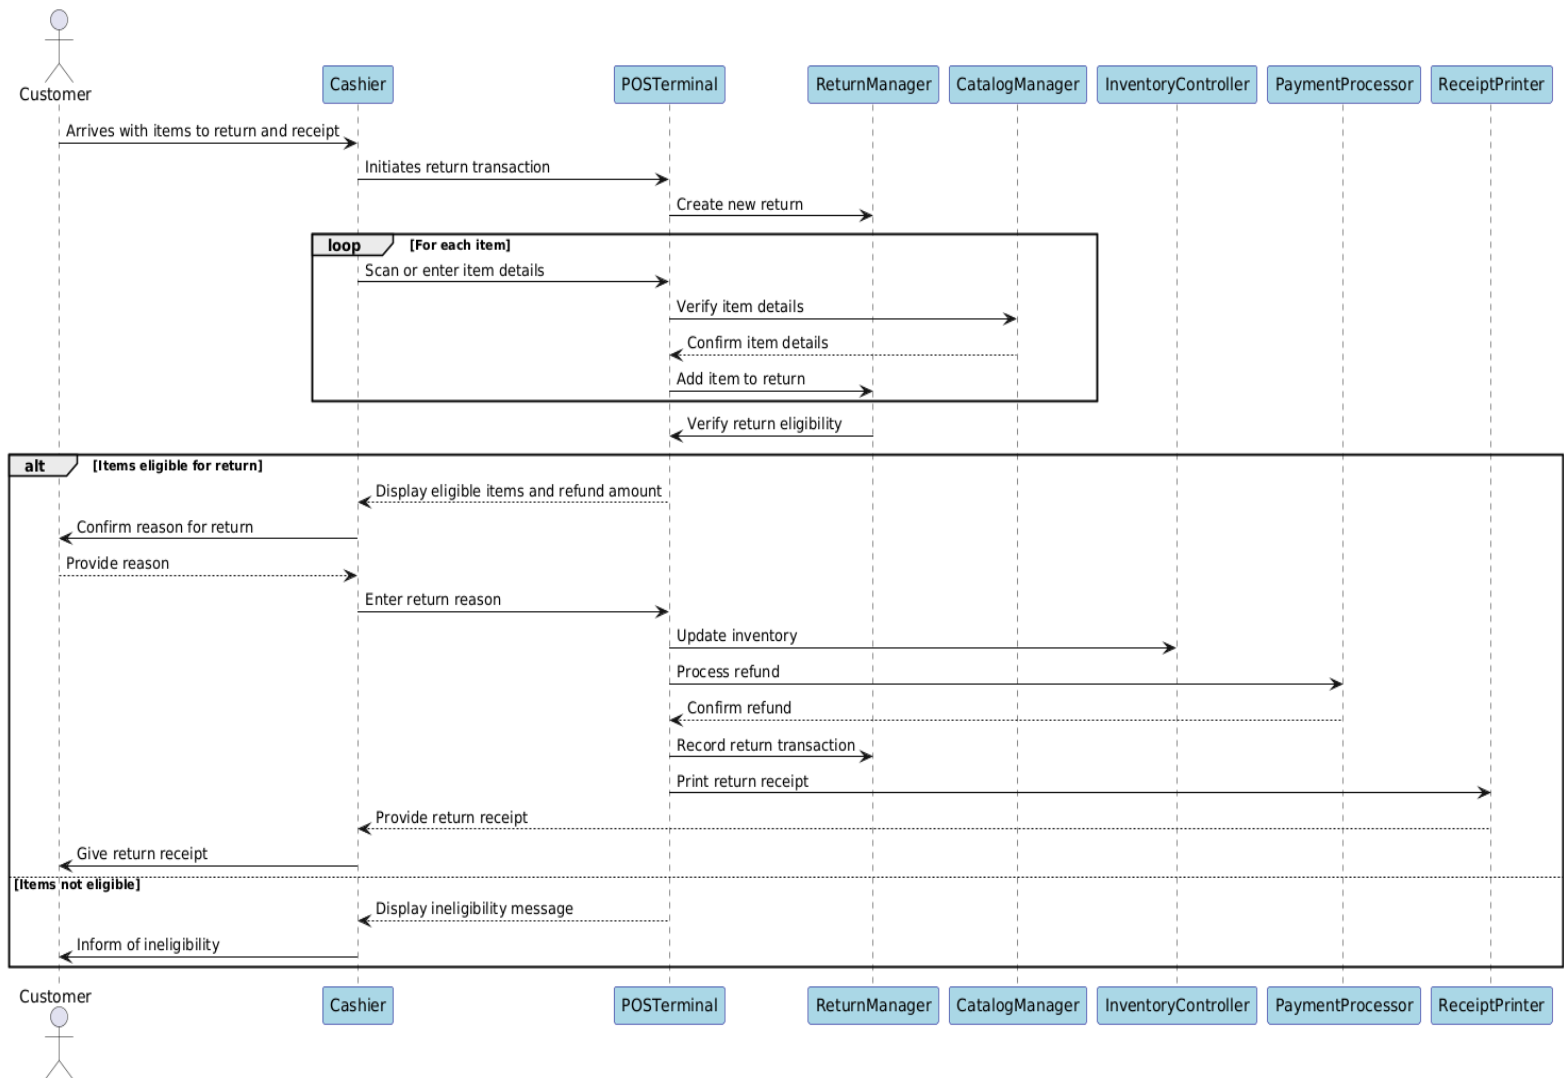 Customer
Cashier
POSTerminal
ReturnManager
CatalogManager
InventoryController
PaymentProcessor
ReceiptPrinter
Arrives with items to return and receipt
Initiates return transaction
Create new return
loop
[For each item]
Scan or enter item details
Verify item details
Confirm item details
Add item to return
Verify return eligibility
alt
[Items eligible for return]
Display eligible items and refund amount
Confirm reason for return
Provide reason
Enter return reason
Update inventory
Process refund
Confirm refund
Record return transaction
Print return receipt
Provide return receipt
Give return receipt
[Items not eligible]
Display ineligibility message
Inform of ineligibility
Customer
Cashier
POSTerminal
ReturnManager
CatalogManager
InventoryController
PaymentProcessor
ReceiptPrinter